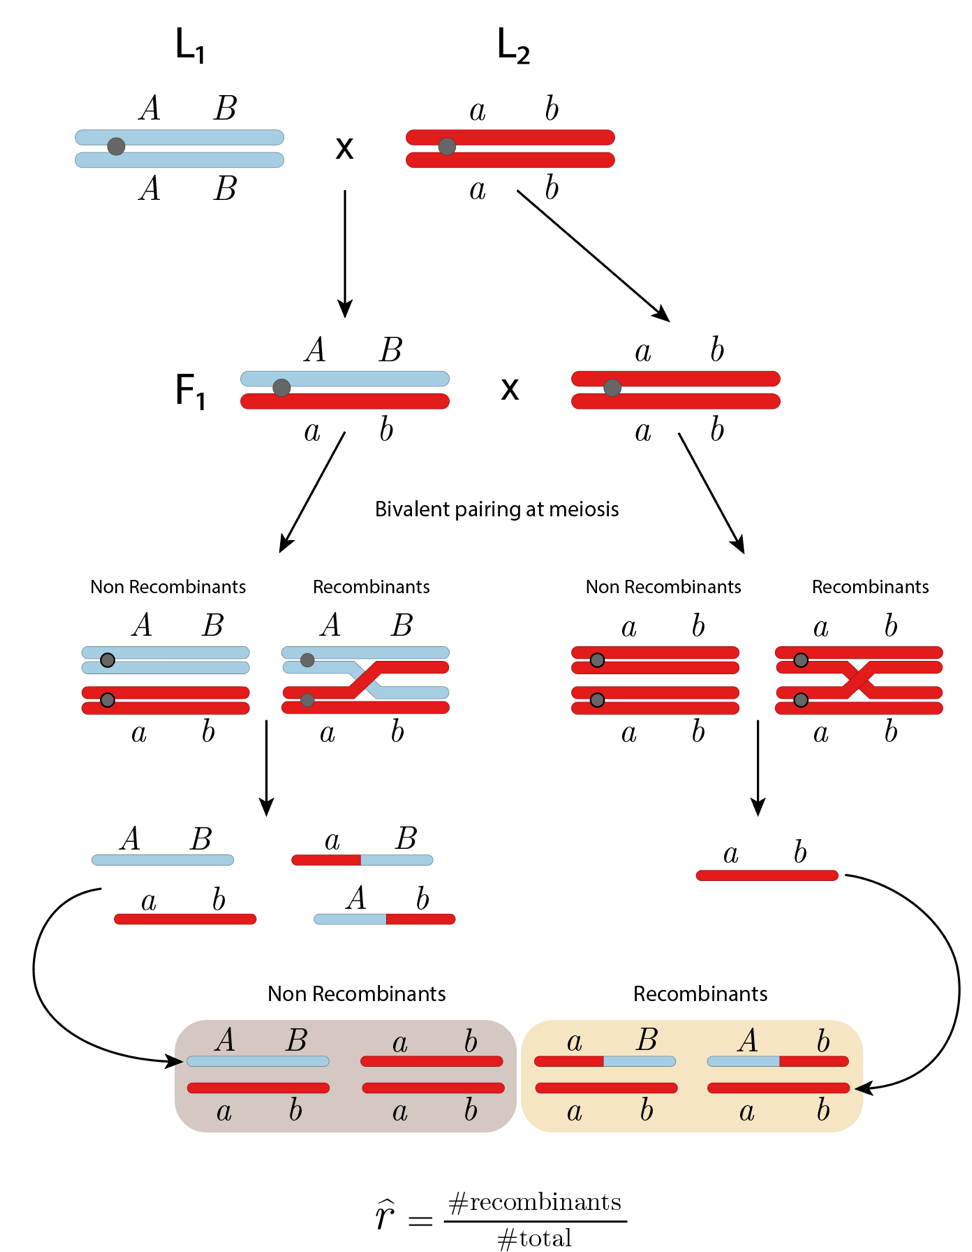 L₁ L₂
A B a b
x
A B a b
A B a b
F₁ x
a b a b
Bivalent pairing at meiosis
Non Recombinants Recombinants Non Recombinants Recombinants
A B A B a b a b
a b a b a b a b
A B a B a b
a b A b
Non Recombinants Recombinants
A B a b a B A b
a b a b a b a b
r̂ = #recombinants
#total